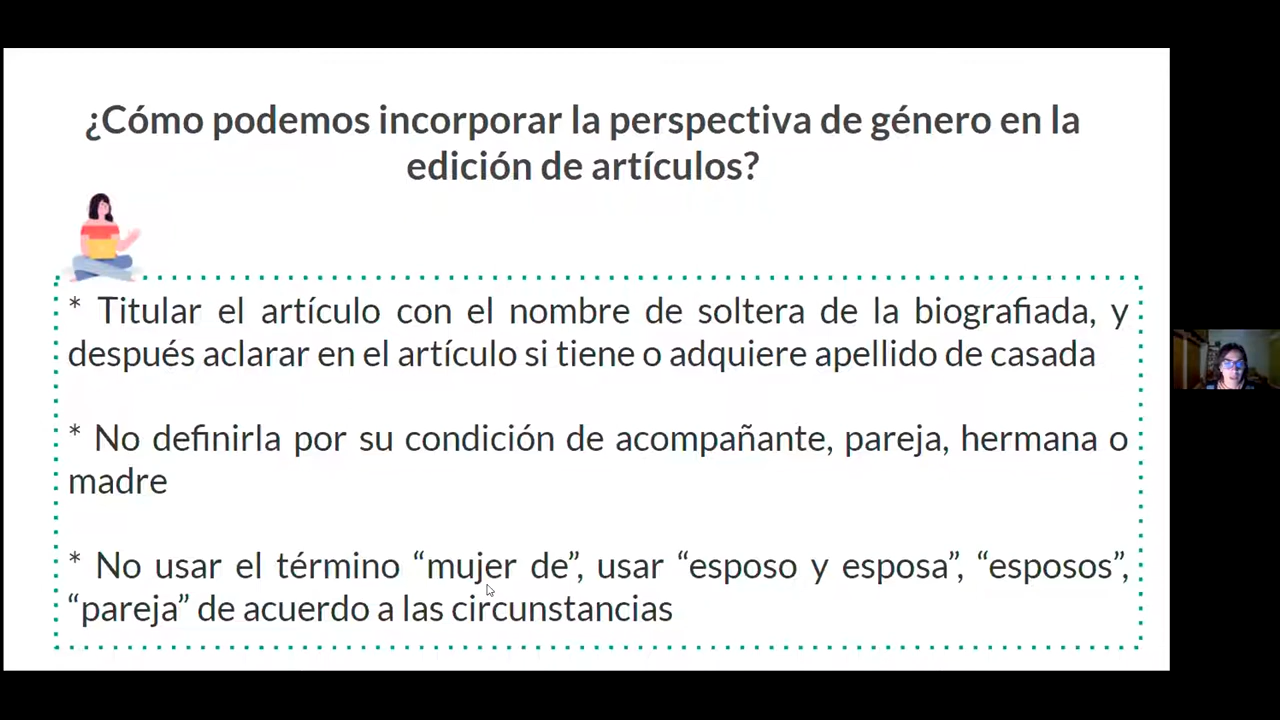 ¿Cómo podemos incorporar la perspectiva de género en la
edición de artículos?
* Titular el artículo con el nombre de soltera de la biografiada, y
después aclarar en el artículo si tiene o adquiere apellido de casada
* No definirla por su condición de acompañante, pareja, hermana o
madre
* No usar el término “mujer de”, usar “esposo y esposa”, “esposos”,
“pareja” de acuerdo a las circunstancias